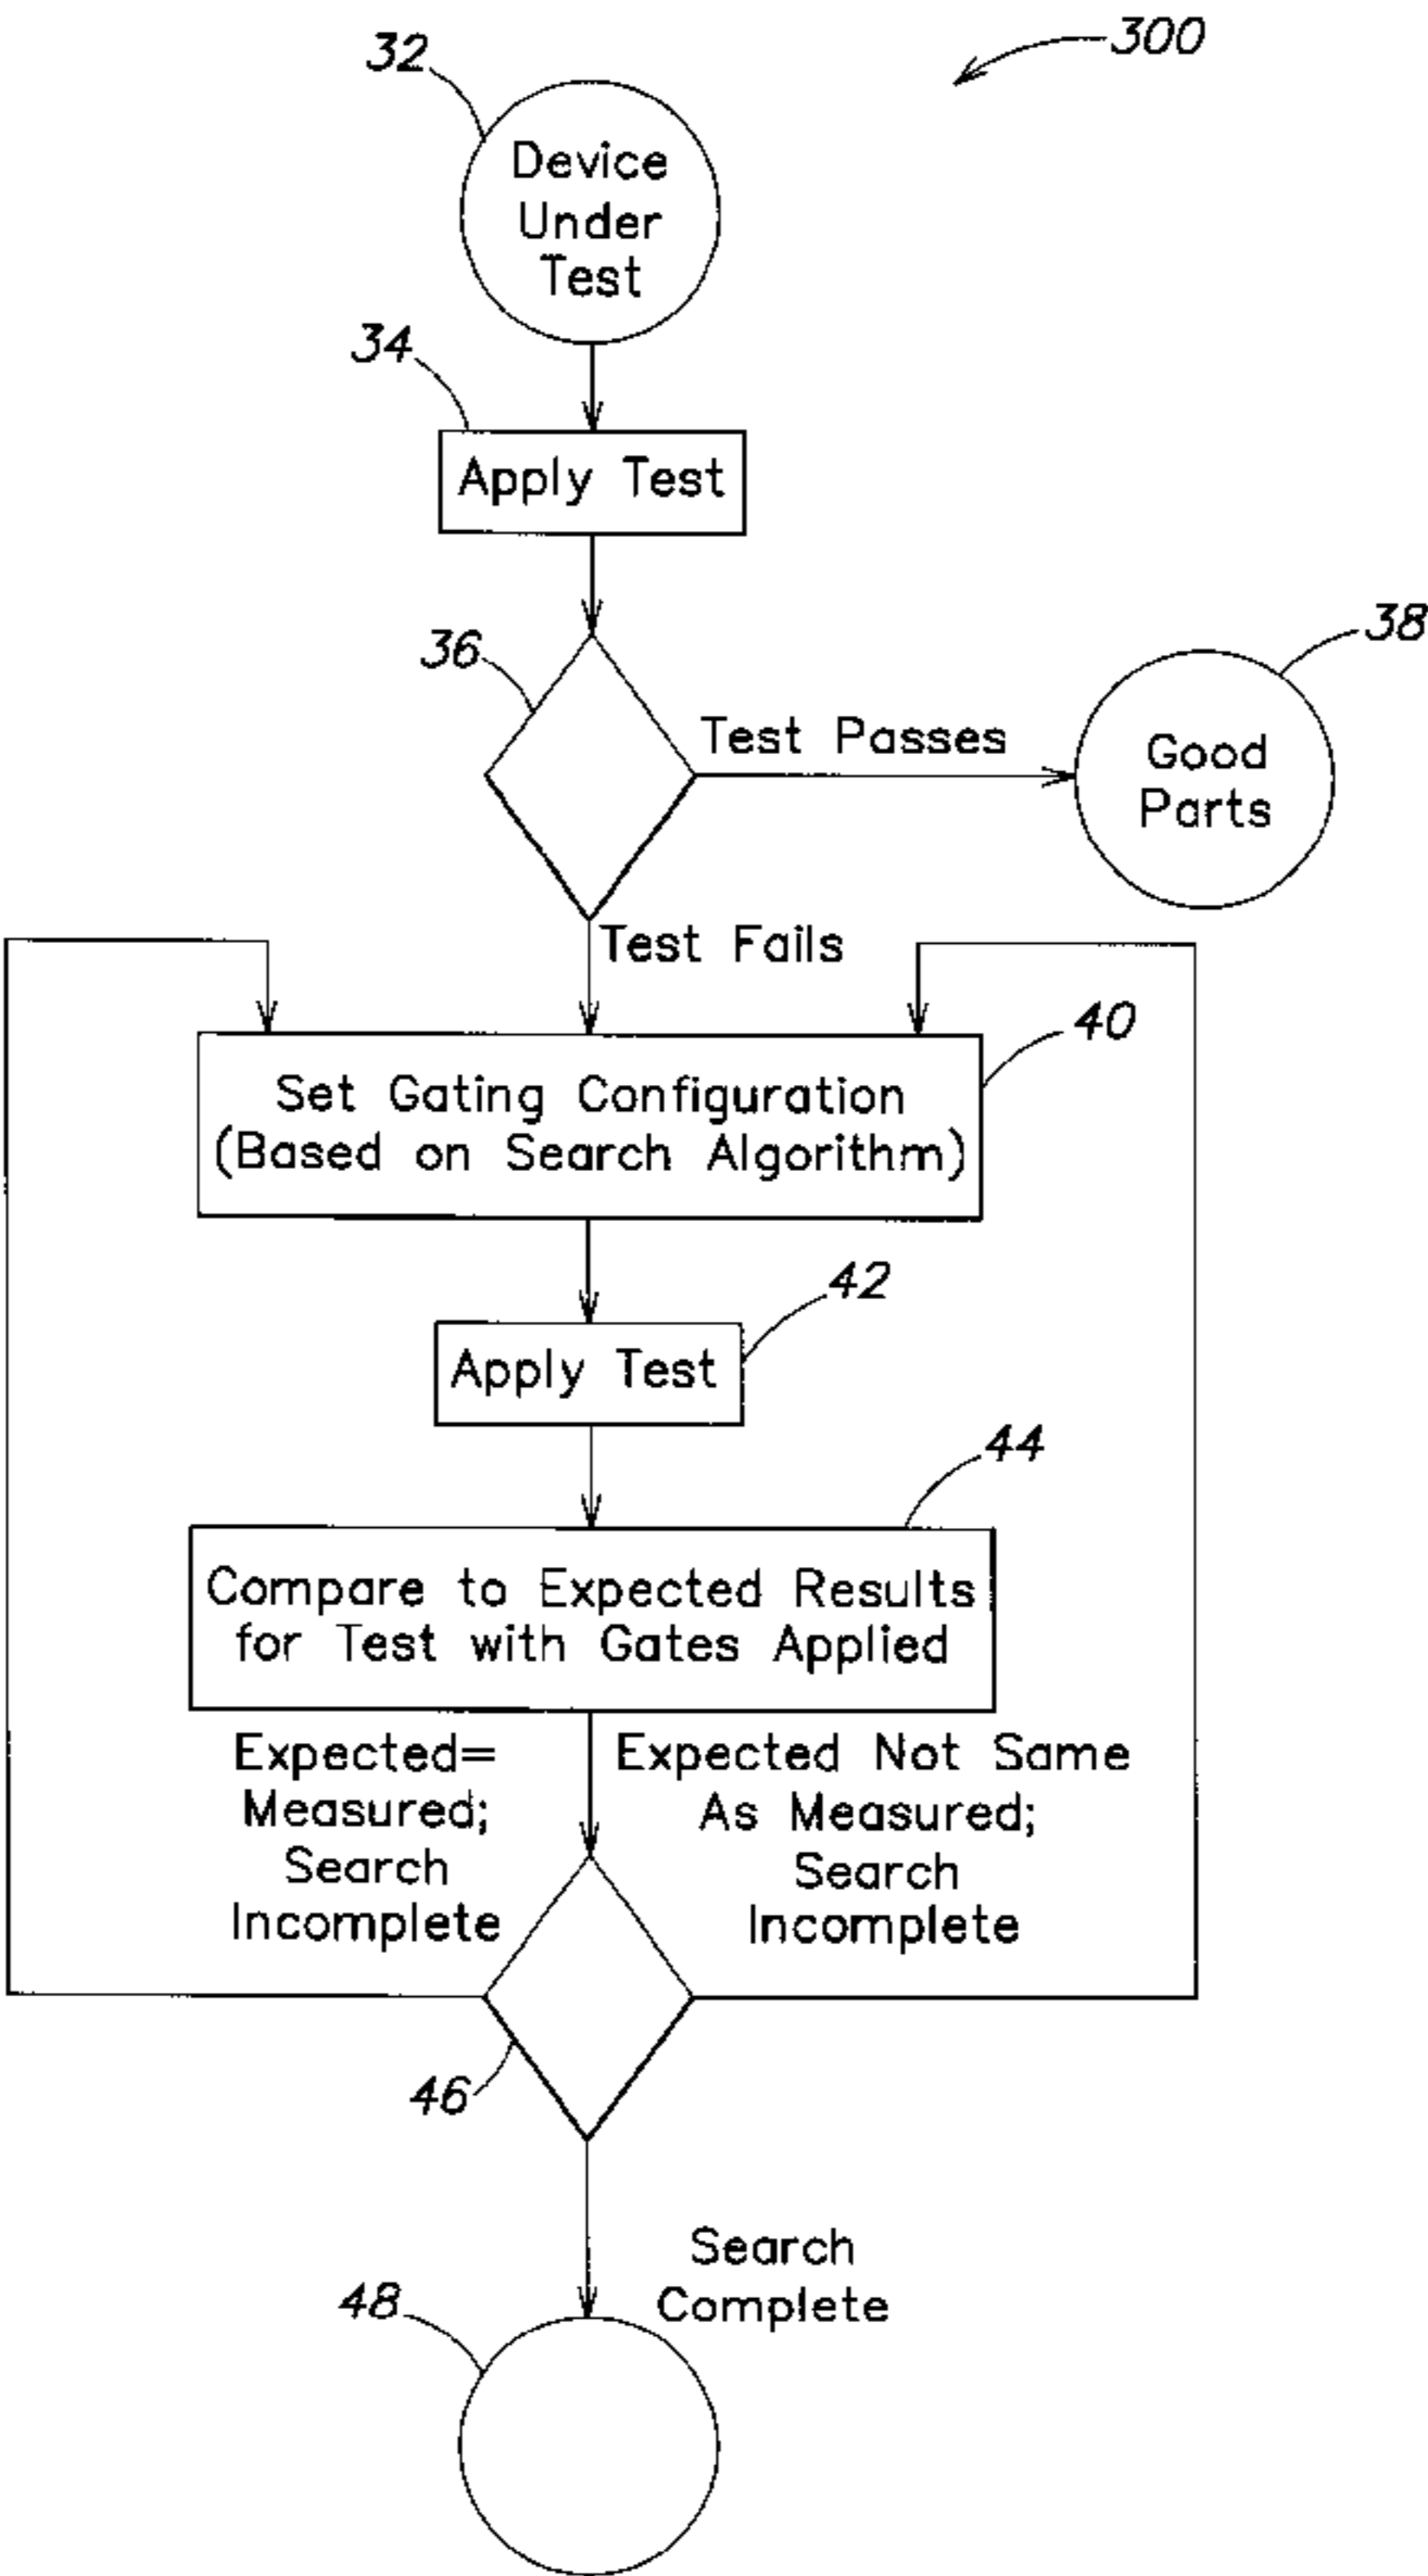 300
32
Device
Under
Test
34
Apply Test
36
Test Passes
38
Good
Parts
Test Fails
40
Set Gating Configuration
(Based on Search Algorithm)
42
Apply Test
44
Compare to Expected Results
for Test with Gates Applied
Expected=
Measured;
Search
Incomplete
Expected Not Same
As Measured;
Search
Incomplete
46
Search
Complete
48